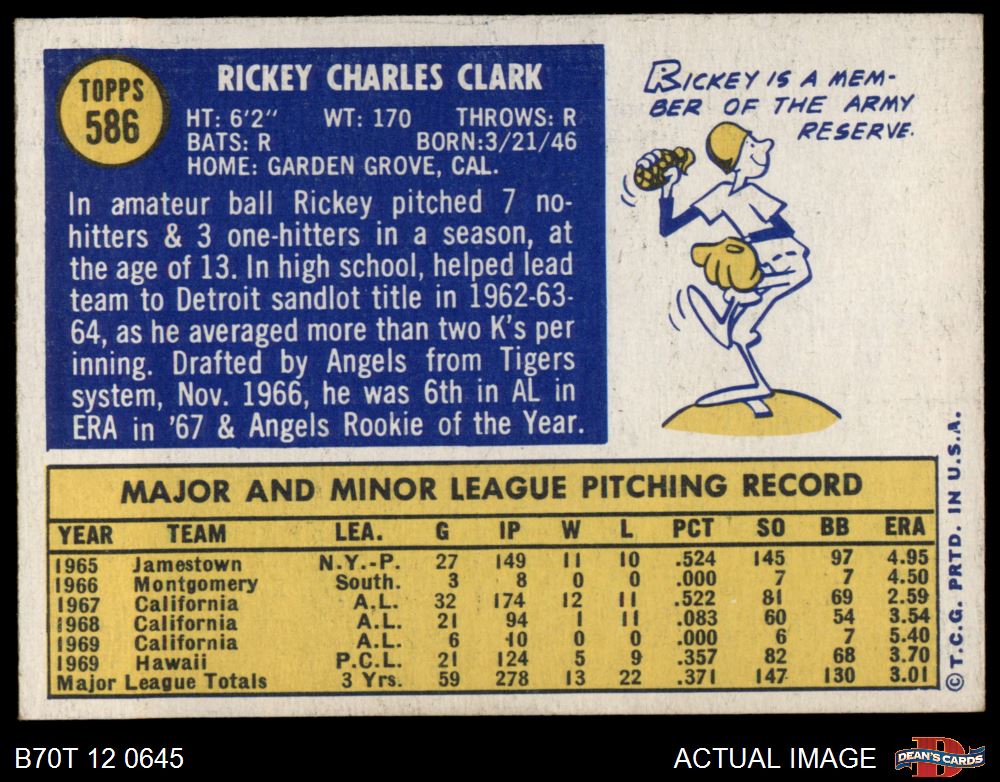 TOPPS
586
RICKEY CHARLES CLARK
HT: 6'2" WT: 170 THROWS: R
BATS: R BORN:3/21/46
HOME: GARDEN GROVE, CAL.
In amateur ball Rickey pitched 7 no-
hitters & 3 one-hitters in a season, at
the age of 13. In high school, helped lead
team to Detroit sandlot title in 1962-63-
64, as he averaged more than two K's per
inning. Drafted by Angels from Tigers
system, Nov. 1966, he was 6th in AL in
ERA in '67 & Angels Rookie of the Year.
RICKEY IS A MEM-
BER OF THE ARMY
RESERVE.
MAJOR AND MINOR LEAGUE PITCHING RECORD
YEAR TEAM LEA. G IP W L PCT SO BB ERA
1965 Jamestown N.Y.-P. 27 149 11 10 .524 145 97 4.95
1966 Montgomery South. 3 8 0 0 .000 7 7 4.50
1967 California A.L. 32 174 12 11 .522 81 69 2.59
1968 California A.L. 21 94 1 11 .083 60 54 3.54
1969 California A.L. 6 10 0 0 .000 6 7 5.40
1969 Hawaii P.C.L. 21 124 5 9 .357 82 68 3.70
Major League Totals 3 Yrs. 59 278 13 22 .371 147 130 3.01
© T.C.G. PRTD. IN U.S.A.
B70T 12 0645 ACTUAL IMAGE
D
DEAN'S CARDS